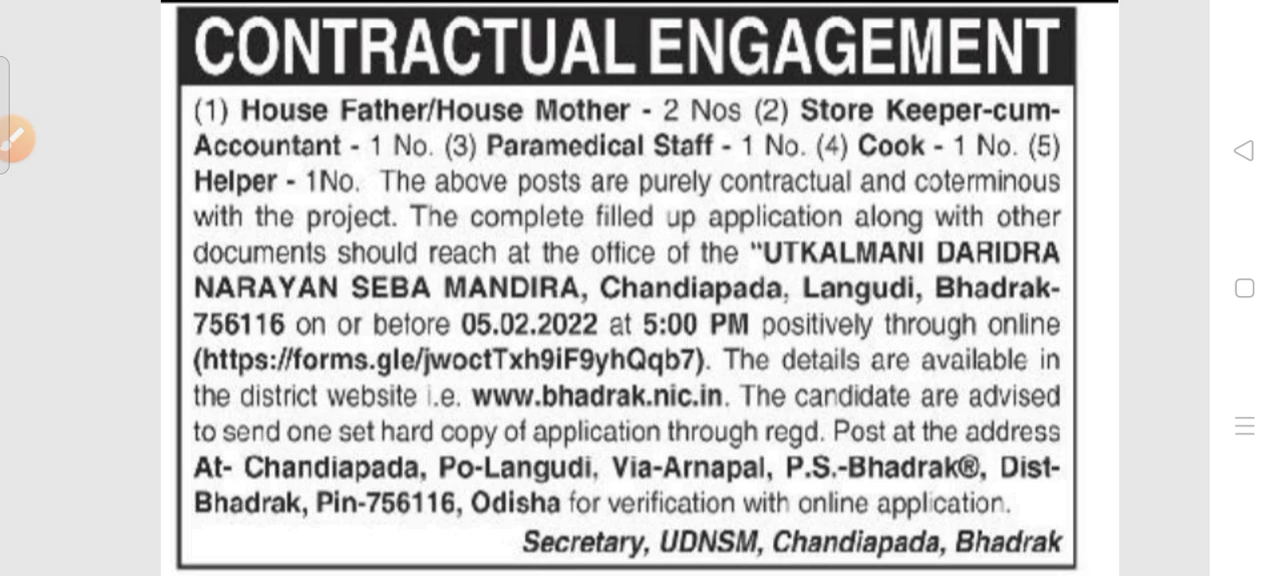 CONTRACTUAL ENGAGEMENT
(1) House Father/House Mother - 2 Nos (2) Store Keeper-cum-
Accountant - 1 No. (3) Paramedical Staff - 1 No. (4) Cook - 1 No. (5)
Helper - 1No. The above posts are purely contractual and coterminous
with the project. The complete filled up application along with other
documents should reach at the office of the "UTKALMANI DARIDRA
NARAYAN SEBA MANDIRA, Chandiapada, Langudi, Bhadrak-
756116 on or before 05.02.2022 at 5:00 PM positively through online
(https://forms.gle/jwoctTxh9iF9yhQqb7). The details are available in
the district website i.e. www.bhadrak.nic.in. The candidate are advised
to send one set hard copy of application through regd. Post at the address
At- Chandiapada, Po-Langudi, Via-Arnapal, P.S.-Bhadrak®, Dist-
Bhadrak, Pin-756116, Odisha for verification with online application.
Secretary, UDNSM, Chandiapada, Bhadrak